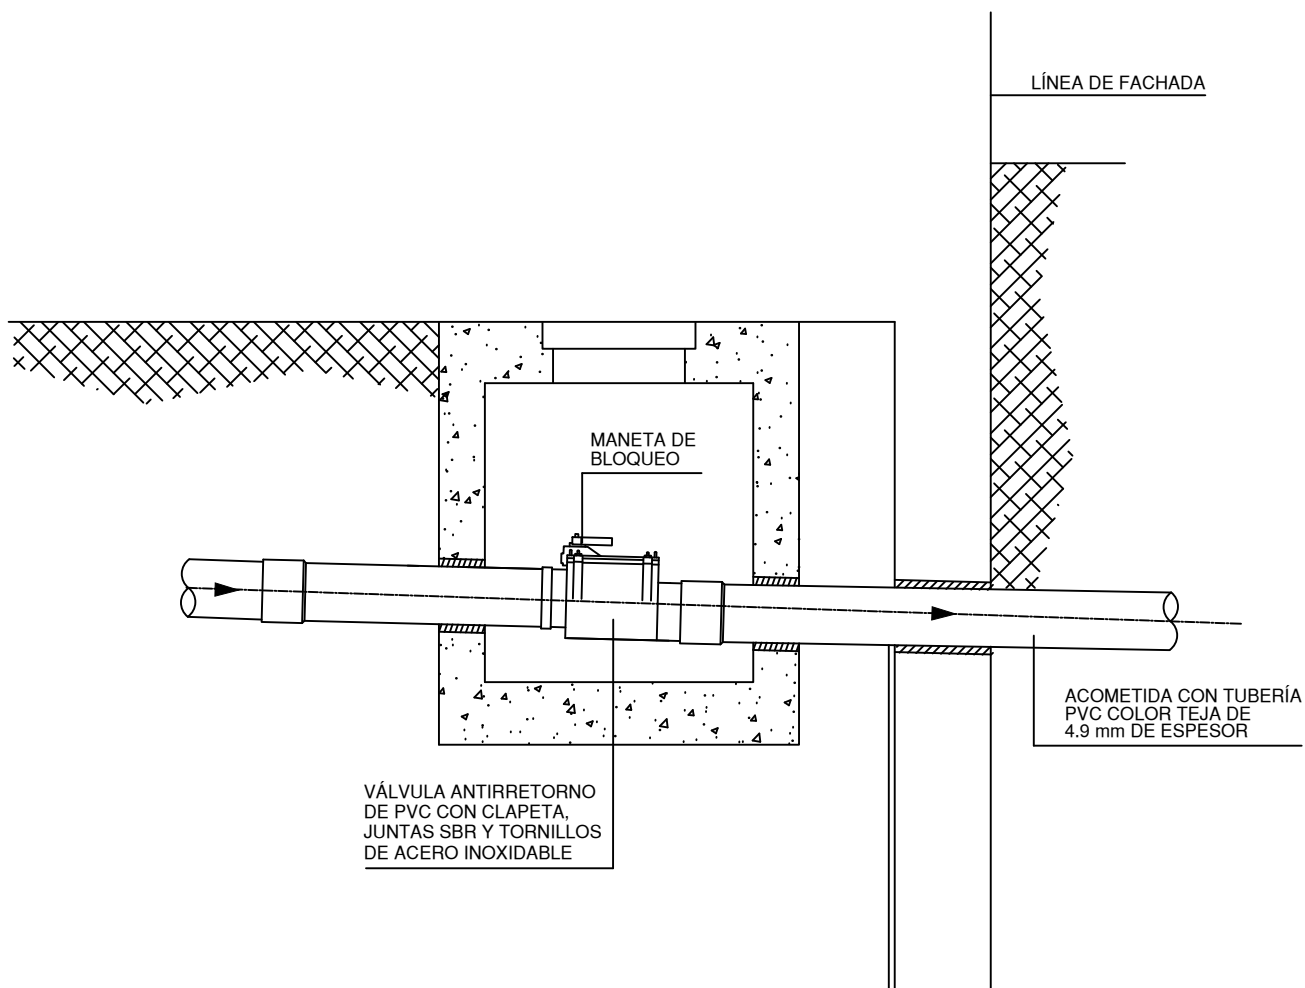 LÍNEA DE FACHADA
MANETA DE
BLOQUEO
ACOMETIDA CON TUBERÍA
PVC COLOR TEJA DE
4.9 mm DE ESPESOR
VÁLVULA ANTIRRETORNO
DE PVC CON CLAPETA,
JUNTAS SBR Y TORNILLOS
DE ACERO INOXIDABLE